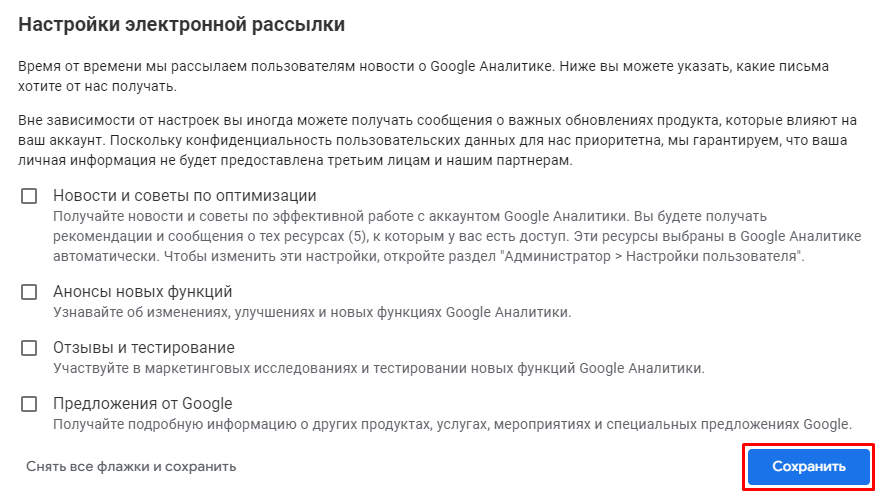 Настройки электронной рассылки
Время от времени мы рассылаем пользователям новости о Google Аналитике. Ниже вы можете указать, какие письма
хотите от нас получать.
Вне зависимости от настроек вы иногда можете получать сообщения о важных обновлениях продукта, которые влияют на
ваш аккаунт. Поскольку конфиденциальность пользовательских данных для нас приоритетна, мы гарантируем, что ваша
личная информация не будет предоставлена третьим лицам и нашим партнерам.
Новости и советы по оптимизации
Получайте новости и советы по эффективной работе с аккаунтом Google Аналитики. Вы будете получать
рекомендации и сообщения о тех ресурсах (5), к которым у вас есть доступ. Эти ресурсы выбраны в Google Аналитике
автоматически. Чтобы изменить эти настройки, откройте раздел "Администратор > Настройки пользователя".
Анонсы новых функций
Узнавайте об изменениях, улучшениях и новых функциях Google Аналитики.
Отзывы и тестирование
Участвуйте в маркетинговых исследованиях и тестировании новых функций Google Аналитики.
Предложения от Google
Получайте подробную информацию о других продуктах, услугах, мероприятиях и специальных предложениях Google.
Снять все флажки и сохранить
Сохранить